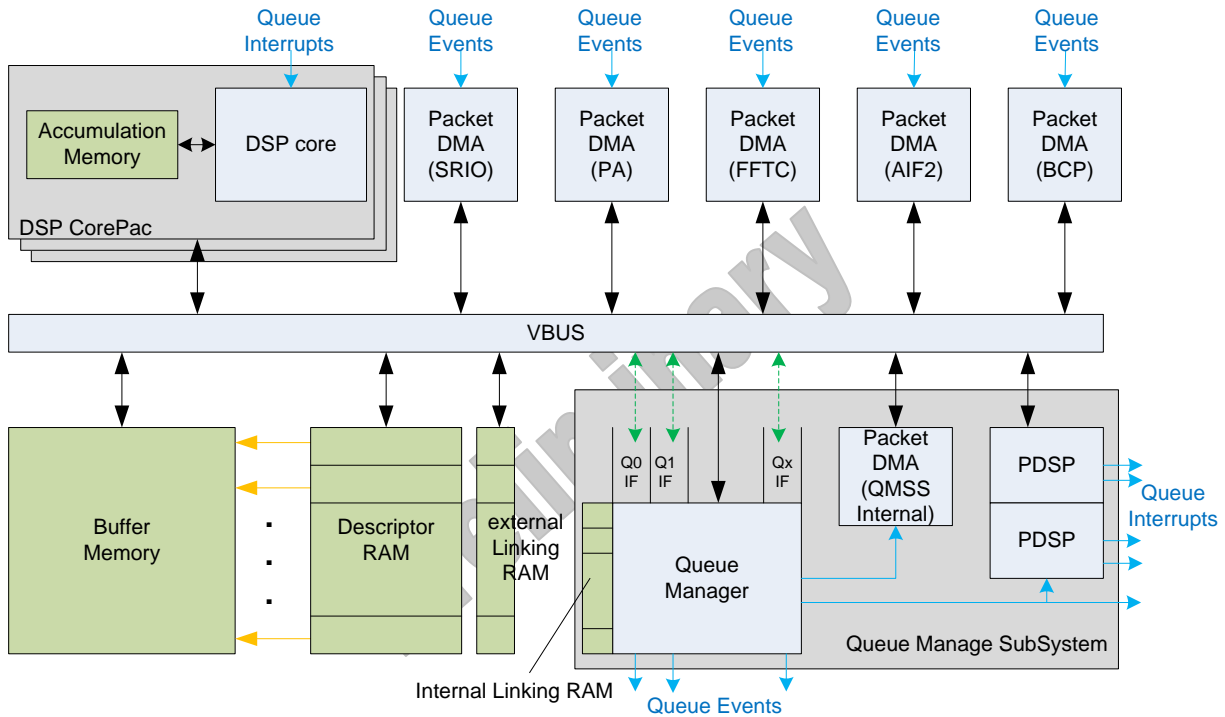 Queue
Interrupts
Queue
Events
Queue
Events
Queue
Events
Queue
Events
Queue
Events
Accumulation
Memory
DSP core
DSP CorePac
Packet
DMA
(SRIO)
Packet
DMA
(PA)
Packet
DMA
(FFTC)
Packet
DMA
(AIF2)
Packet
DMA
(BCP)
Preliminary
VBUS
Buffer
Memory
Descriptor
RAM
external
Linking
RAM
Q0
IF
Q1
IF
Qx
IF
Queue
Manager
Packet
DMA
(QMSS
Internal)
PDSP
PDSP
Queue
Interrupts
Queue Manage SubSystem
Internal Linking RAM
Queue Events